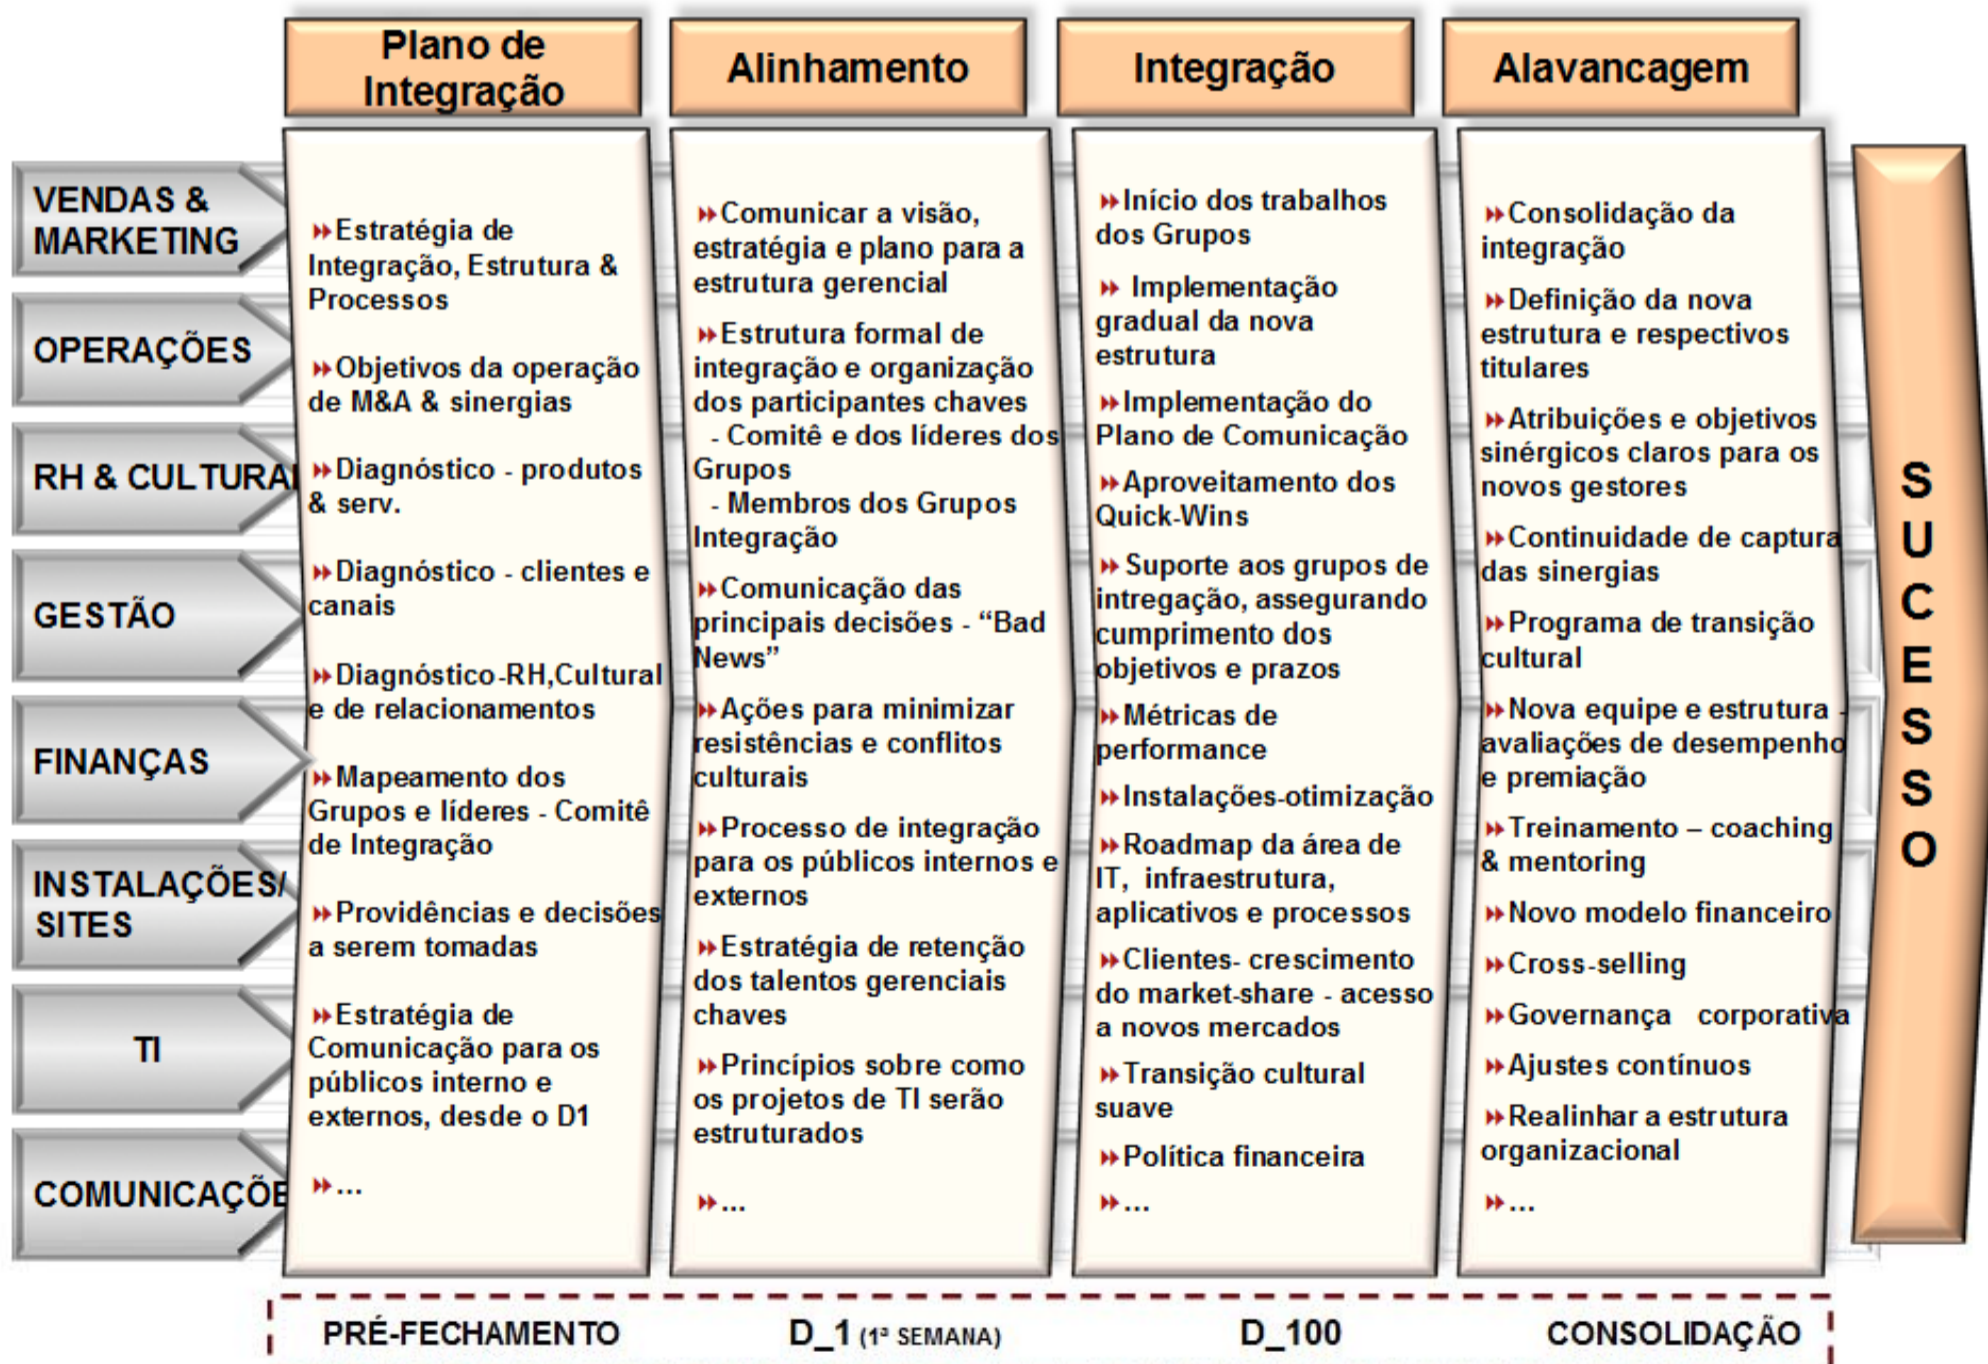 Plano de
Integração
Alinhamento
Integração
Alavancagem
VENDAS &
MARKETING
OPERAÇÕES
RH & CULTURA
GESTÃO
FINANÇAS
INSTALAÇÕES/
SITES
TI
COMUNICAÇÕE
Estratégia de
Integração, Estrutura &
Processos
Objetivos da operação
de M&A & sinergias
Diagnóstico - produtos
& serv.
Diagnóstico - clientes e
canais
Diagnóstico-RH,Cultural
e de relacionamentos
Mapeamento dos
Grupos e líderes - Comitê
de Integração
Providências e decisões
a serem tomadas
Estratégia de
Comunicação para os
públicos interno e
externos, desde o D1
...
Comunicar a visão,
estratégia e plano para a
estrutura gerencial
Estrutura formal de
integração e organização
dos participantes chaves
- Comitê e dos líderes dos
Grupos
- Membros dos Grupos
Integração
Comunicação das
principais decisões - “Bad
News”
Ações para minimizar
resistências e conflitos
culturais
Processo de integração
para os públicos internos e
externos
Estratégia de retenção
dos talentos gerenciais
chaves
Princípios sobre como
os projetos de TI serão
estruturados
...
Início dos trabalhos
dos Grupos
Implementação
gradual da nova
estrutura
Implementação do
Plano de Comunicação
Aproveitamento dos
Quick-Wins
Suporte aos grupos de
intregação, assegurando
cumprimento dos
objetivos e prazos
Métricas de
performance
Instalações-otimização
Roadmap da área de
IT, infraestrutura,
aplicativos e processos
Clientes- crescimento
do market-share - acesso
a novos mercados
Transição cultural
suave
Política financeira
...
Consolidação da
integração
Definição da nova
estrutura e respectivos
titulares
Atribuições e objetivos
sinérgicos claros para os
novos gestores
Continuidade de captura
das sinergias
Programa de transição
cultural
Nova equipe e estrutura -
avaliações de desempenho
e premiação
Treinamento – coaching
& mentoring
Novo modelo financeiro
Cross-selling
Governança corporativa
Ajustes contínuos
Realinhar a estrutura
organizacional
...
SUCESSO
PRÉ-FECHAMENTO
D_1 (1ª SEMANA)
D_100
CONSOLIDAÇÃO